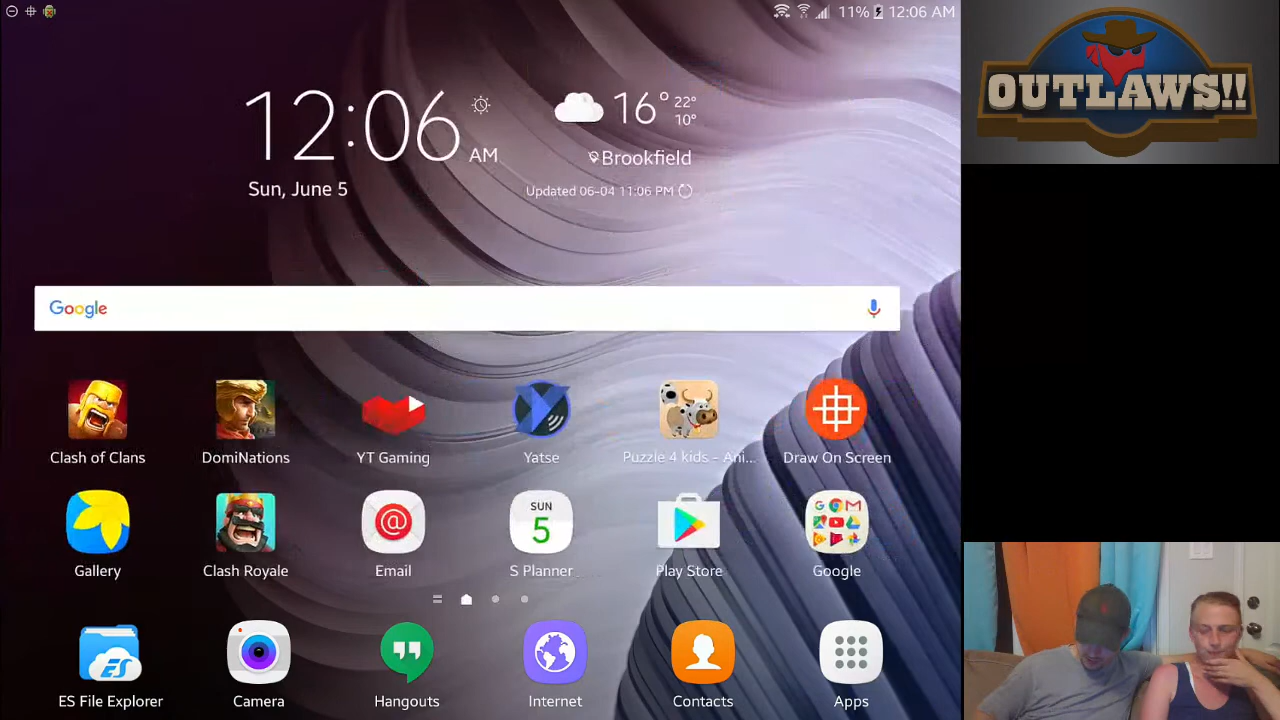 11% 12:06 AM
OUTLAWS!!
12:06 AM
16° 22°
10°
Sun, June 5
Brookfield
Updated 06-04 11:06 PM
Google
Clash of Clans
DomiNations
YT Gaming
Yatse
Puzzle 4 kids - Ani...
Draw On Screen
SUN
5
Gallery
Clash Royale
Email
S Planner
Play Store
Google
ES
ES File Explorer
Camera
Hangouts
Internet
Contacts
Apps